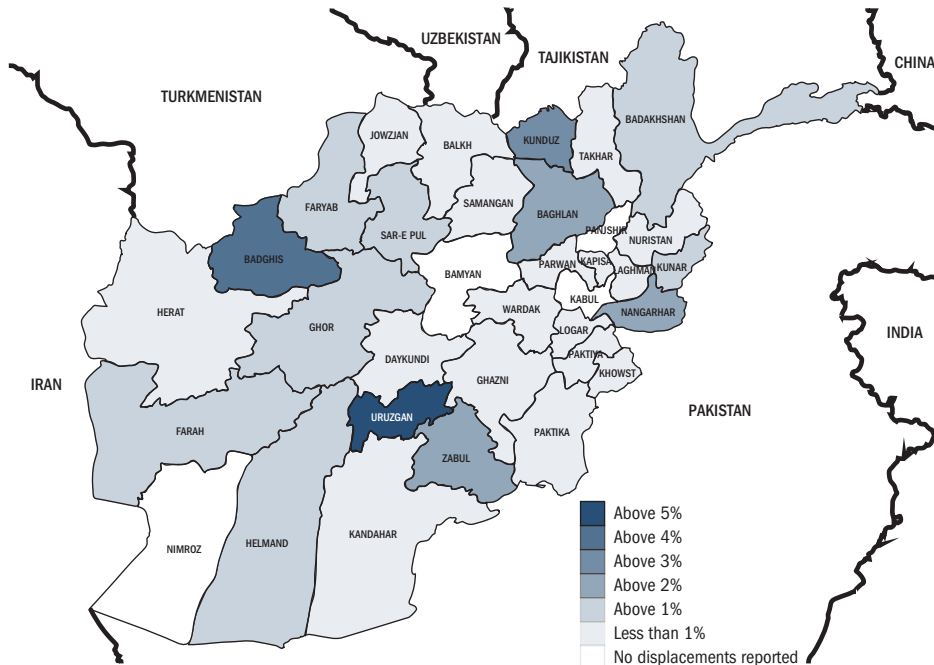 UZBEKISTAN
TAJIKISTAN
CHINA
TURKMENISTAN
BADAKHSHAN
JOWZJAN
BALKH
KUNDUZ
TAKHAR
FARYAB
SAMANGAN
BAGHLAN
PANJSHIR
SAR-E PUL
NURISTAN
BADGHIS
BAMYAN
PARWAN
KAPISA
LAGHMAN
KUNAR
HERAT
GHOR
WARDAK
KABUL
NANGARHAR
LOGAR
INDIA
DAYKUNDI
PAKTIYA
IRAN
GHAZNI
KHOWST
URUZGAN
PAKISTAN
FARAH
PAKTIKA
ZABUL
NIMROZ
HELMAND
KANDAHAR
Above 5%
Above 4%
Above 3%
Above 2%
Above 1%
Less than 1%
No displacements reported